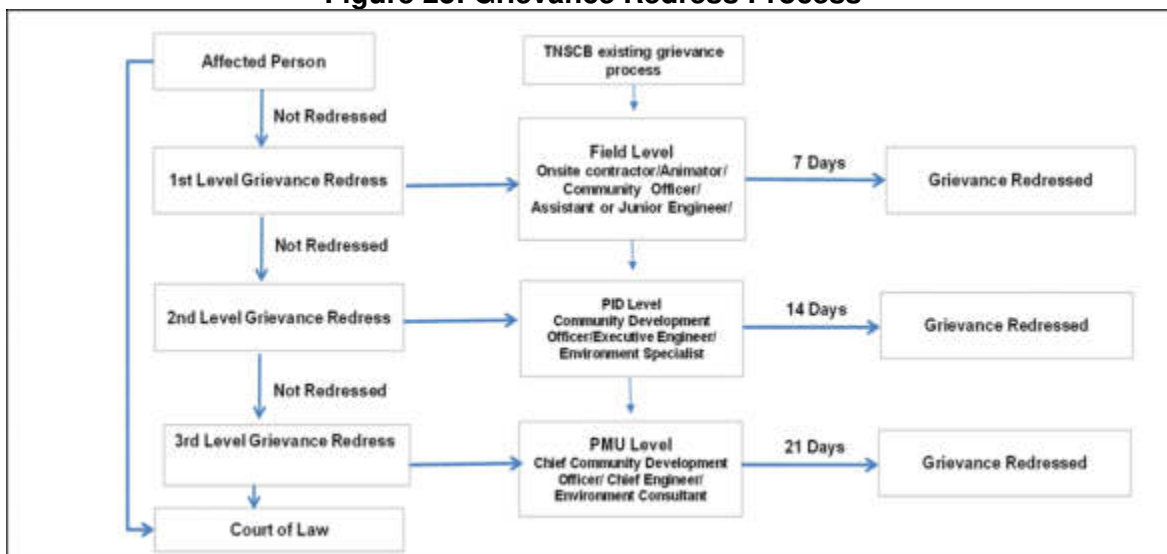 Figure 25: Grievance Redress Process
Affected Person
TNSCB existing grievance
process
Not Redressed
1st Level Grievance Redress
Field Level
Onsite contractor/Animator/
Community Officer/
Assistant or Junior Engineer/
7 Days
Grievance Redressed
Not Redressed
2nd Level Grievance Redress
PID Level
Community Development
Officer/Executive Engineer/
Environment Specialist
14 Days
Grievance Redressed
Not Redressed
3rd Level Grievance Redress
PMU Level
Chief Community Development
Officer/ Chief Engineer/
Environment Consultant
21 Days
Grievance Redressed
Court of Law